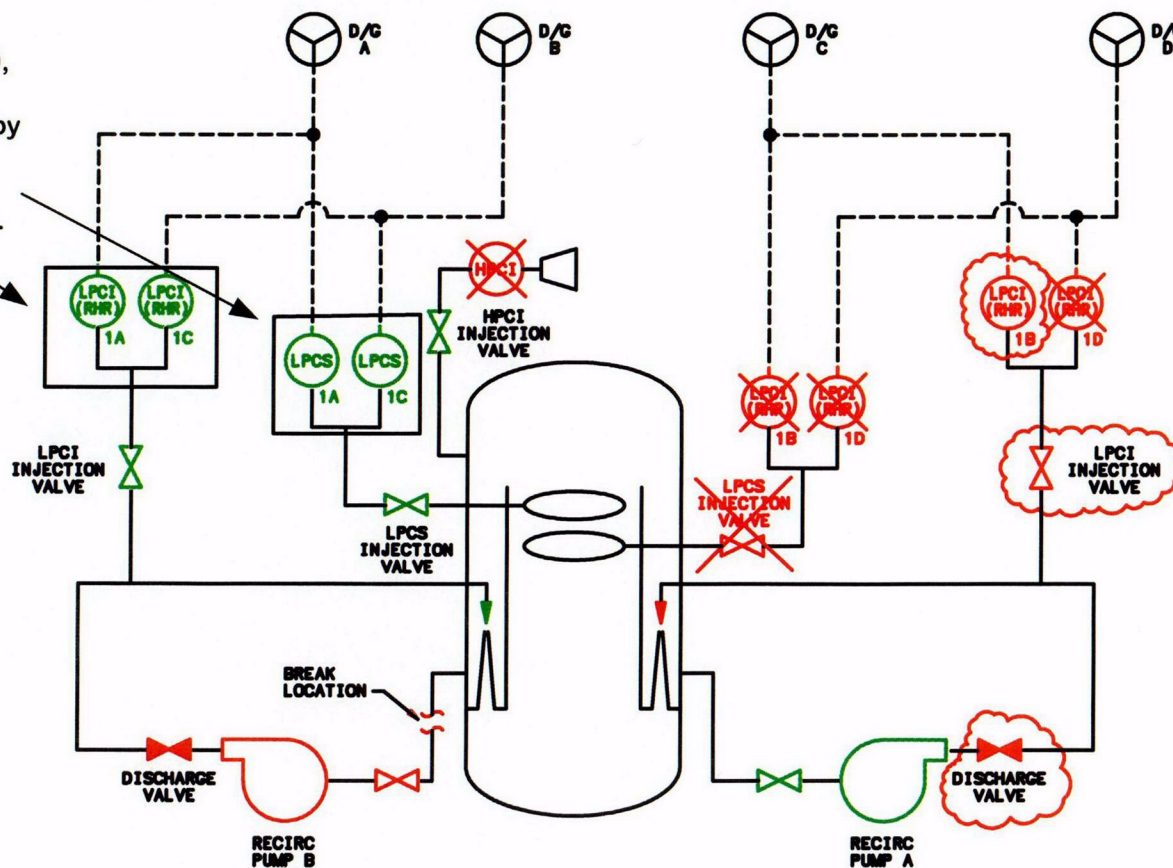 D/G
A
D/G
B
D/G
C
D/G
D
,
by
LPCI
(RHR)
1A
LPCI
(RHR)
1C
LPCS
1A
LPCS
1C
HPCI
HPCI
INJECTION
VALVE
LPCI
(RHR)
1B
LPCI
(RHR)
1D
LPCI
(RHR)
1B
LPCI
(RHR)
1D
LPCI
INJECTION
VALVE
LPCS
INJECTION
VALVE
LPCS
INJECTION
VALVE
LPCI
INJECTION
VALVE
BREAK
LOCATION
DISCHARGE
VALVE
RECIRC
PUMP B
RECIRC
PUMP A
DISCHARGE
VALVE